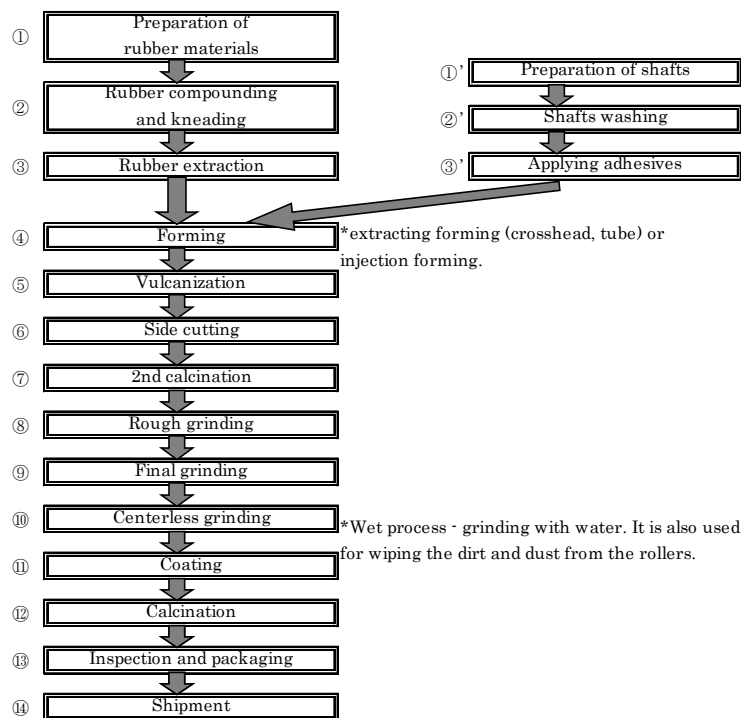 ① Preparation of
rubber materials
② Rubber compounding
and kneading
③ Rubber extraction
①’ Preparation of shafts
②’ Shafts washing
③’ Applying adhesives
④ Forming
*extracting forming (crosshead, tube) or
injection forming.
⑤ Vulcanization
⑥ Side cutting
⑦ 2nd calcination
⑧ Rough grinding
⑨ Final grinding
⑩ Centerless grinding
*Wet process - grinding with water. It is also used
for wiping the dirt and dust from the rollers.
⑪ Coating
⑫ Calcination
⑬ Inspection and packaging
⑭ Shipment